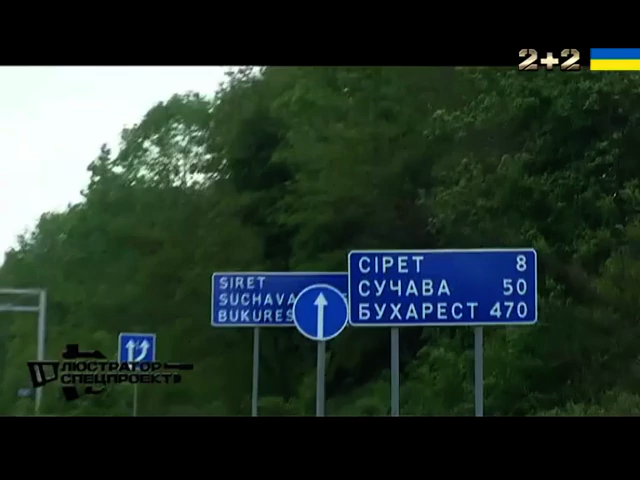 2+2
SIRET
SUCHAVA
BUKURES
СІРЕТ 8
СУЧАВА 50
БУХАРЕСТ 470
ЛЮСТРАТОР
СПЕЦПРОЕКТ